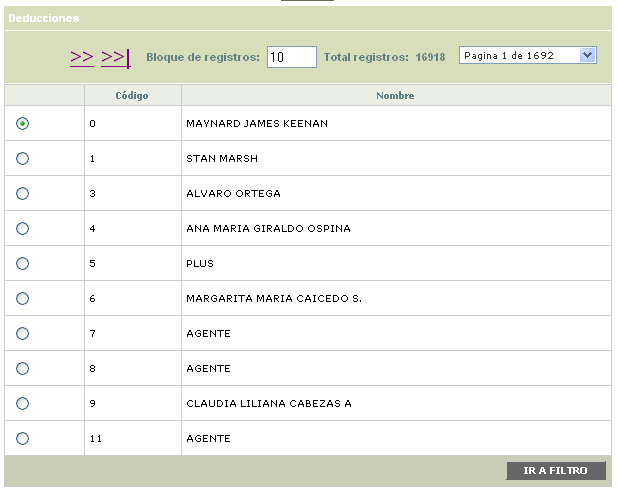 Deducciones
>> >>| Bloque de registros: 10 Total registros: 16918 Pagina 1 de 1692
Código Nombre
0 MAYNARD JAMES KEENAN
1 STAN MARSH
3 ALVARO ORTEGA
4 ANA MARIA GIRALDO OSPINA
5 PLUS
6 MARGARITA MARIA CAICEDO S.
7 AGENTE
8 AGENTE
9 CLAUDIA LILIANA CABEZAS A
11 AGENTE
IR A FILTRO